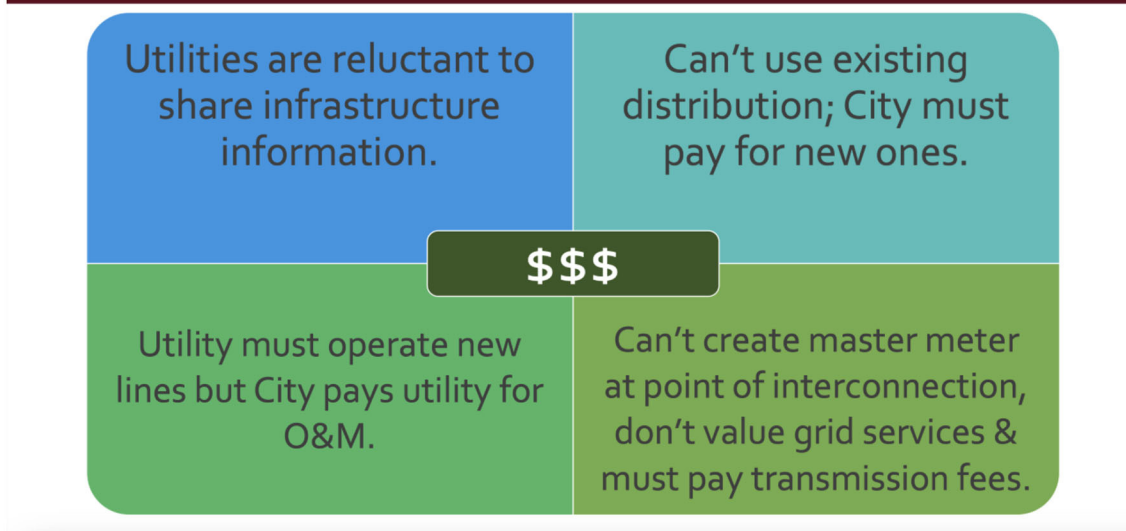 Utilities are reluctant to
share infrastructure
information.
Can’t use existing
distribution; City must
pay for new ones.
$$$
Utility must operate new
lines but City pays utility for
O&M.
Can’t create master meter
at point of interconnection,
don’t value grid services &
must pay transmission fees.